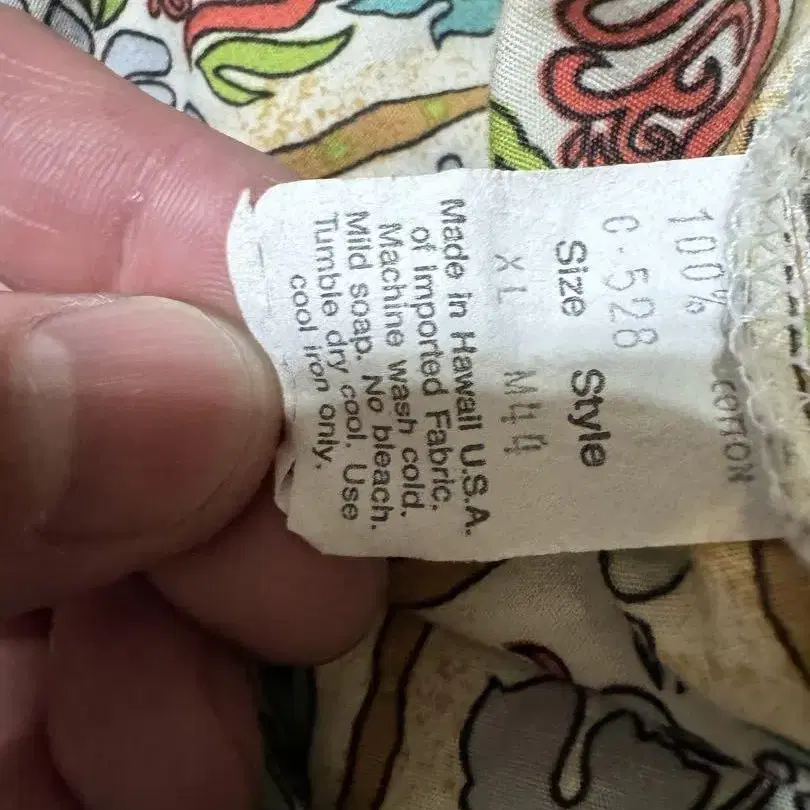 100% COTTON
C-528
Size Style
XL M44
Made in Hawaii U.S.A.
of Imported Fabric.
Machine wash cold.
Mild soap. No bleach.
Tumble dry cool. Use
cool iron only.